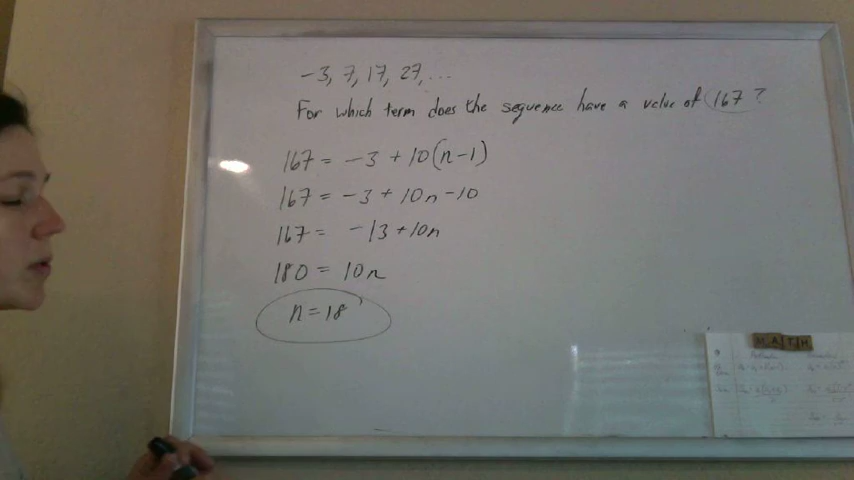 -3, 7, 17, 27, ...
For which term does the sequence have a value of 167?
167 = -3 + 10(n-1)
167 = -3 + 10n -10
167 = -13 + 10n
180 = 10n
n = 18
MATH